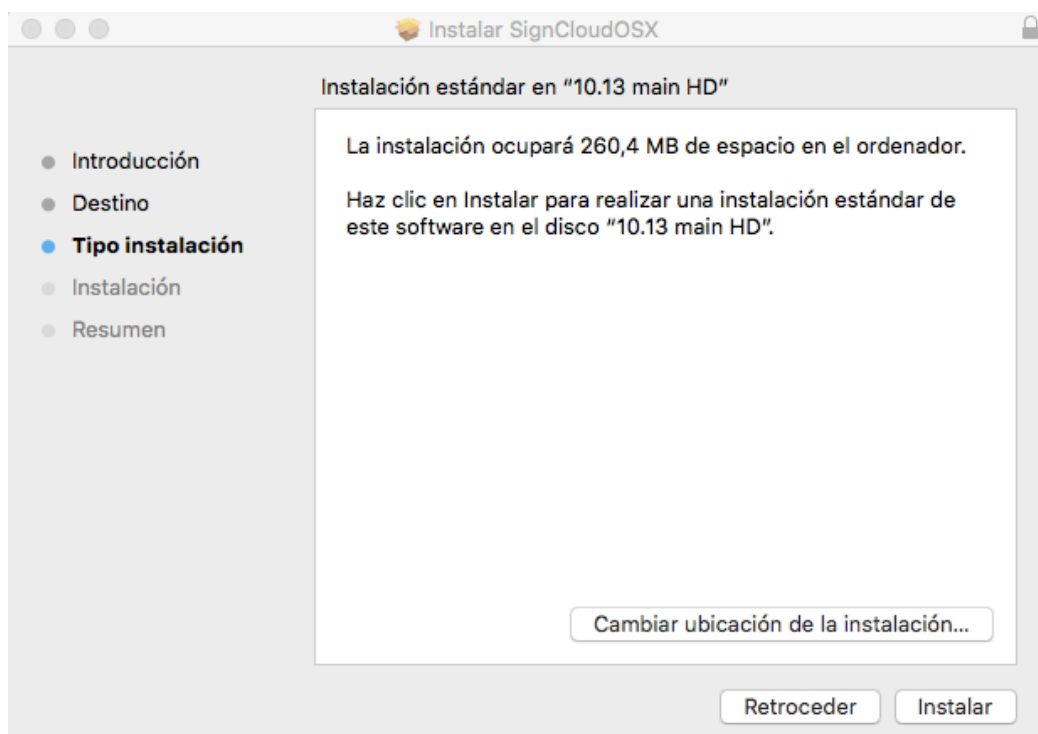 Instalar SignCloudOSX
Instalación estándar en “10.13 main HD”
Introducción
Destino
Tipo instalación
Instalación
Resumen
La instalación ocupará 260,4 MB de espacio en el ordenador.
Haz clic en Instalar para realizar una instalación estándar de
este software en el disco “10.13 main HD”.
Cambiar ubicación de la instalación...
Retroceder
Instalar